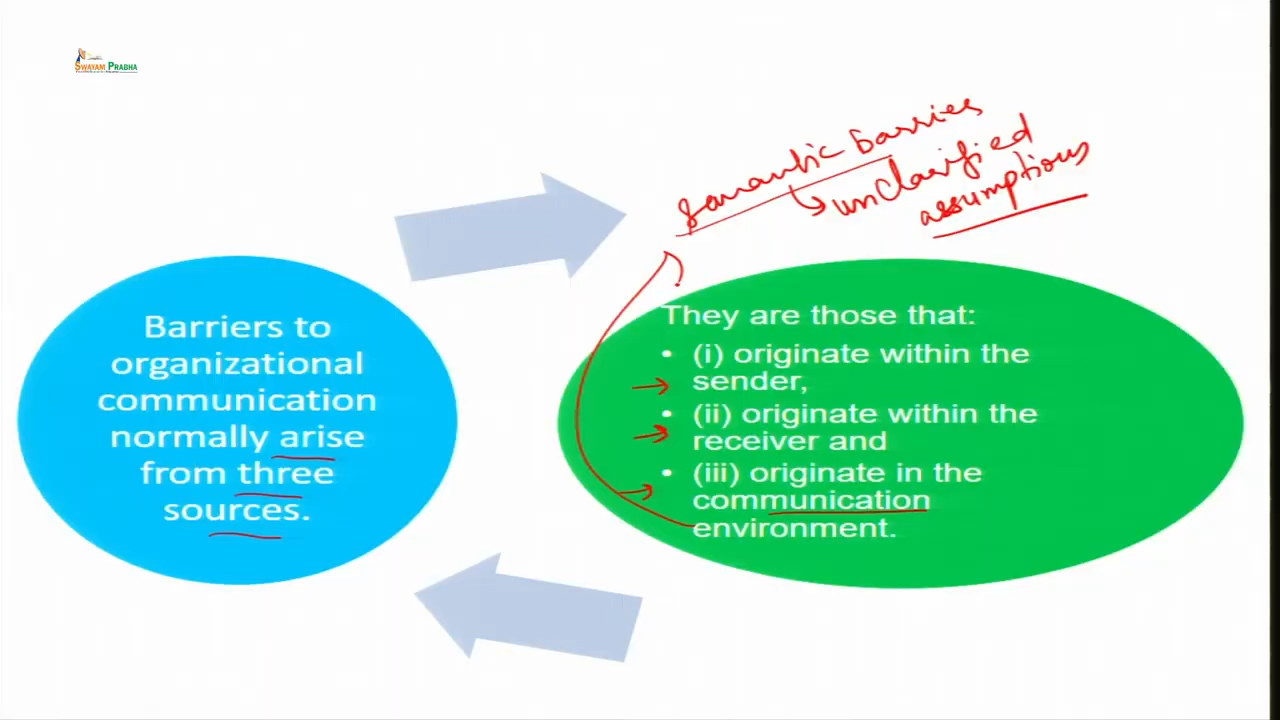 SWAYAM PRABHA
semantic barries
unclarified
assumptions
Barriers to
organizational
communication
normally arise
from three
sources.
They are those that:
• (i) originate within the
sender,
• (ii) originate within the
receiver and
• (iii) originate in the
communication
environment.